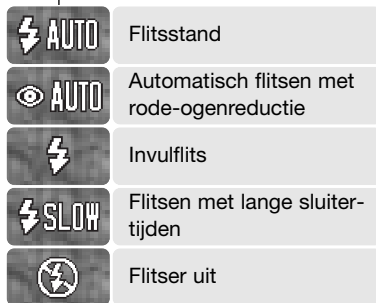 AUTO Flitsstand
AUTO Automatisch flitsen met
rode-ogenreductie
Invulflits
SLOW Flitsen met lange sluiter-
tijden
Flitser uit